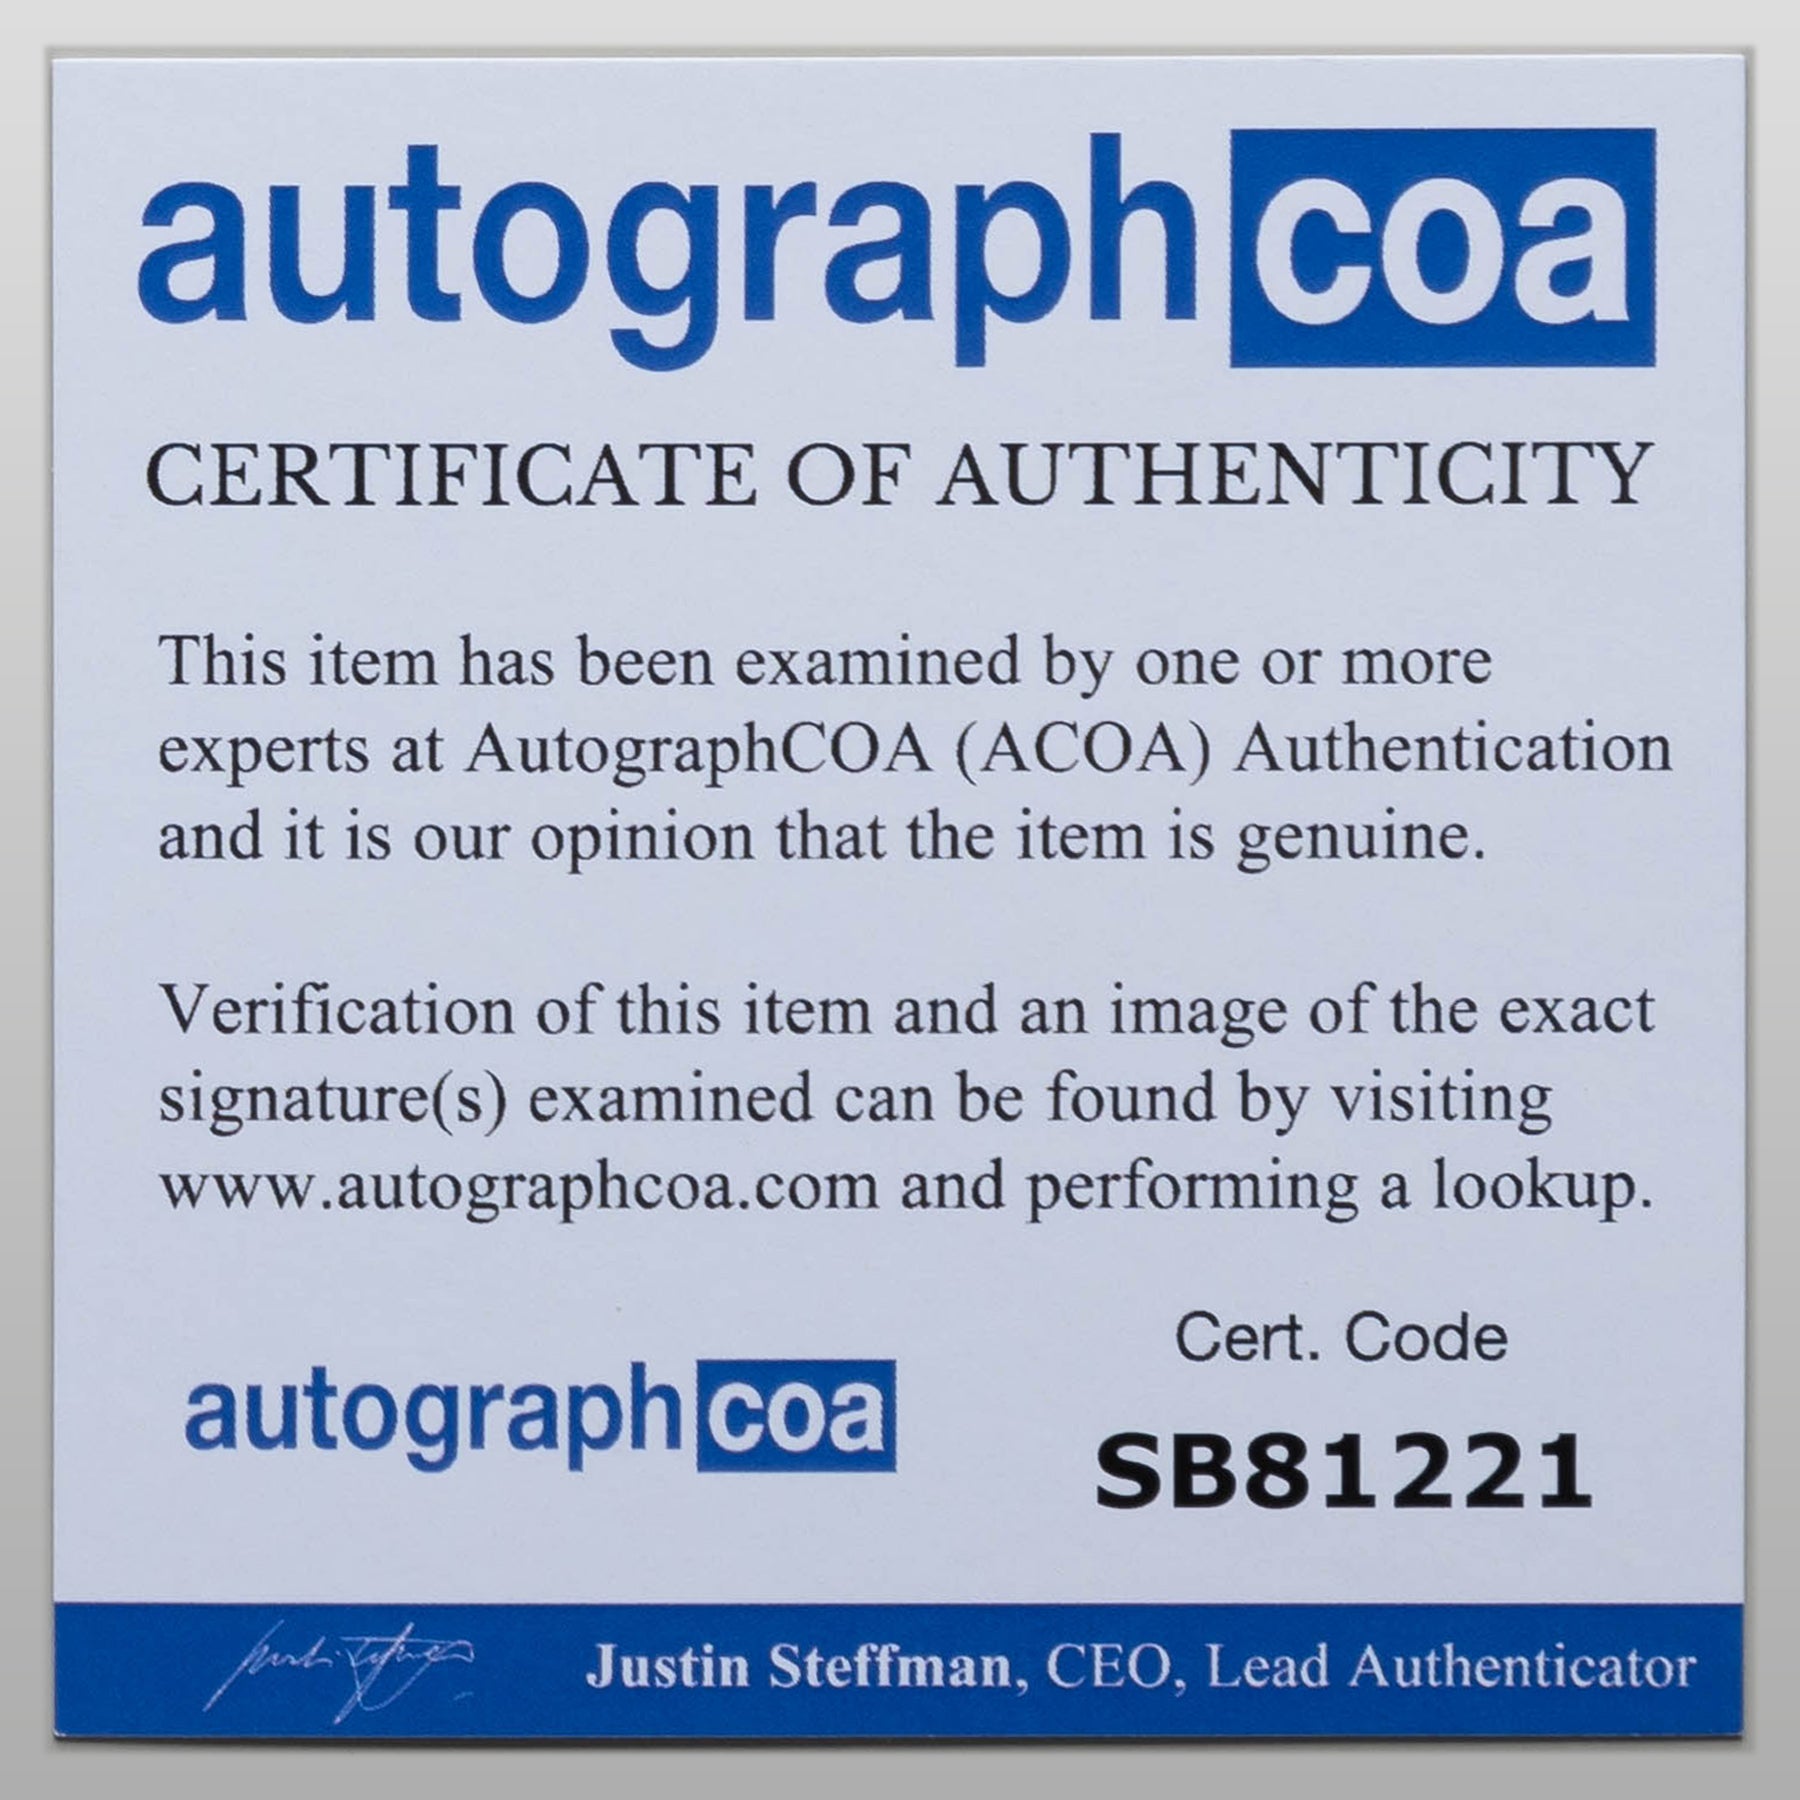 autographcoa
CERTIFICATE OF AUTHENTICITY
This item has been examined by one or more
experts at AutographCOA (ACOA) Authentication
and it is our opinion that the item is genuine.
Verification of this item and an image of the exact
signature(s) examined can be found by visiting
www.autographcoa.com and performing a lookup.
Cert. Code
autographcoa
SB81221
Justin Steffman, CEO, Lead Authenticator